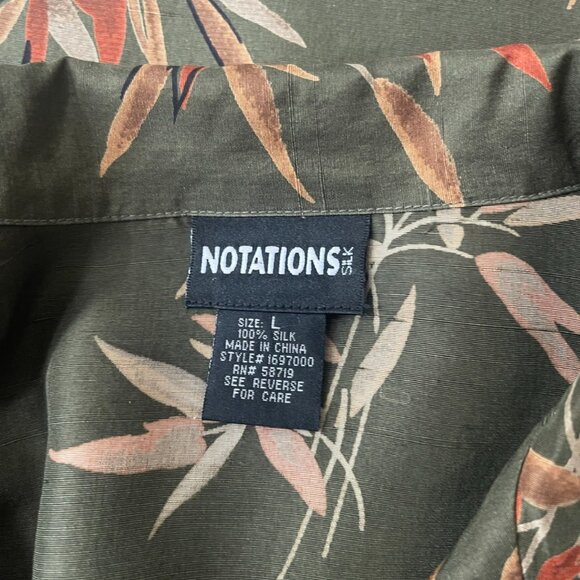 NOTATIONS SILK
SIZE: L
100% SILK
MADE IN CHINA
STYLE# 1697000
RN# 58719
SEE REVERSE
FOR CARE